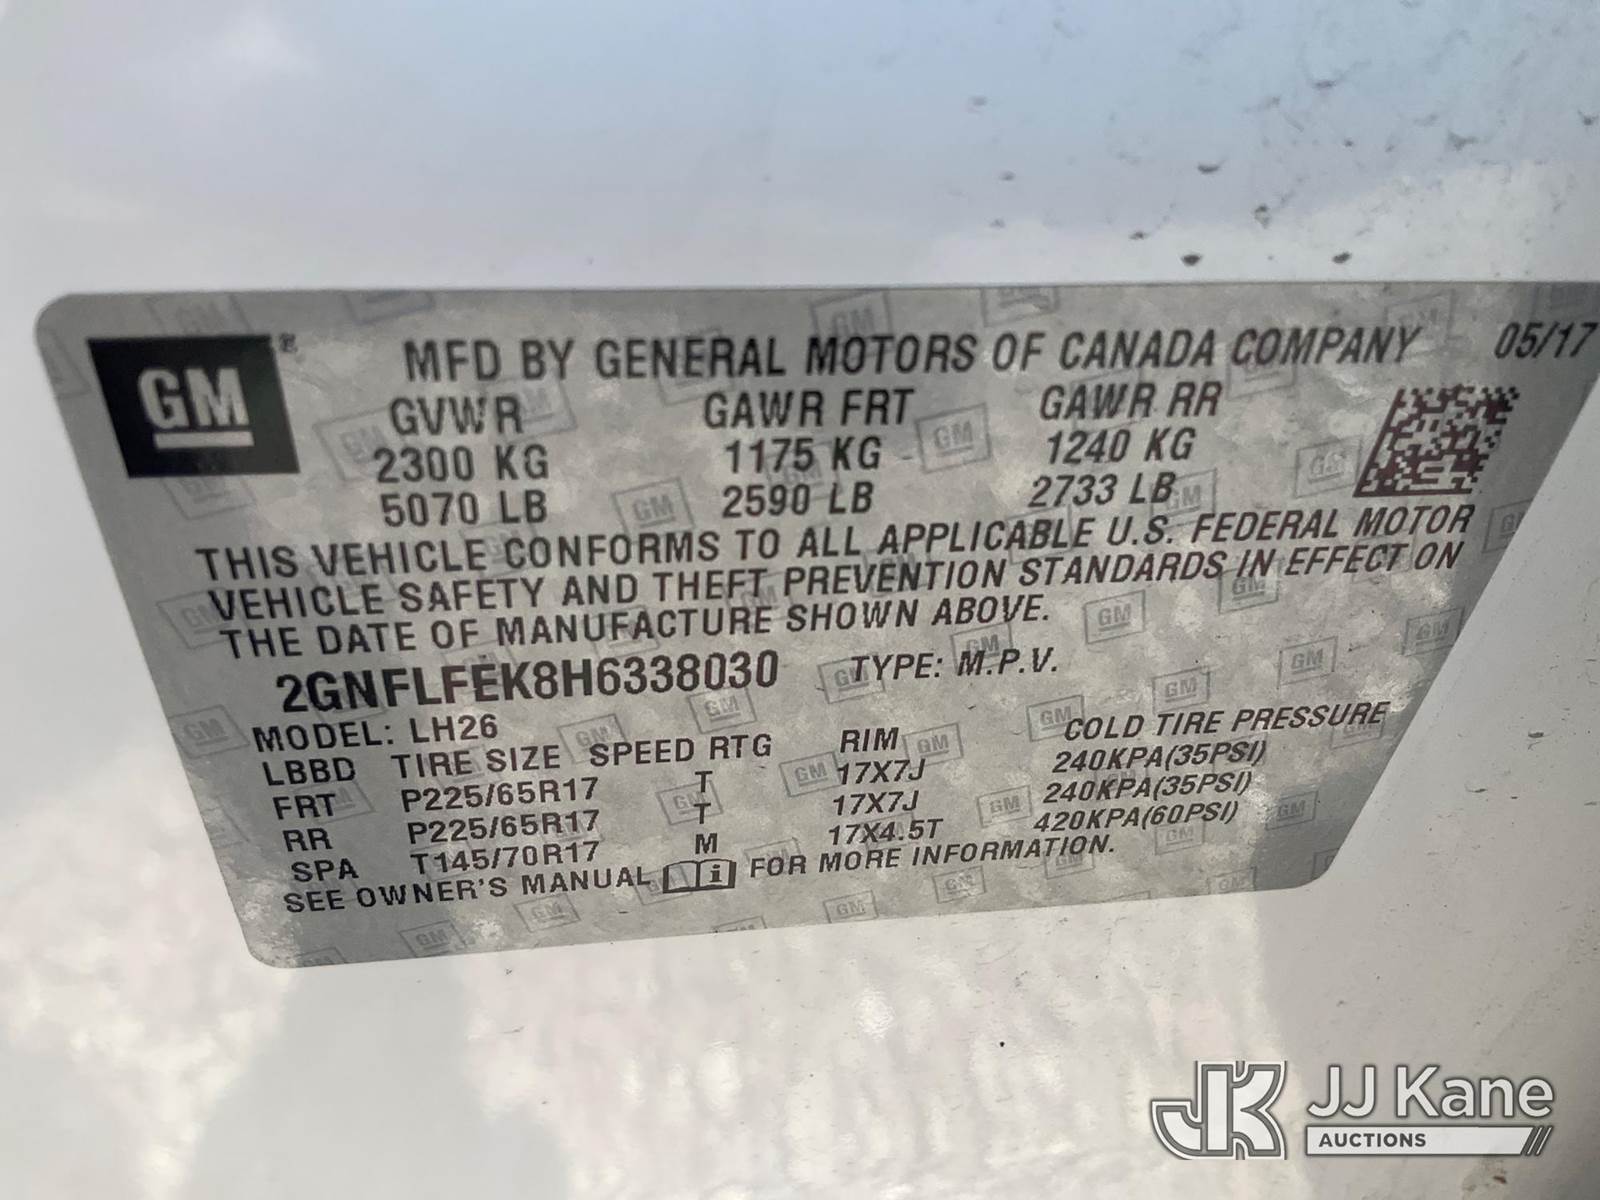 GM ® MFD BY GENERAL MOTORS OF CANADA COMPANY 05/17
GVWR GAWR FRT GAWR RR
2300 KG 1175 KG 1240 KG
5070 LB 2590 LB 2733 LB
THIS VEHICLE CONFORMS TO ALL APPLICABLE U.S. FEDERAL MOTOR
VEHICLE SAFETY AND THEFT PREVENTION STANDARDS IN EFFECT ON
THE DATE OF MANUFACTURE SHOWN ABOVE.
2GNFLFEK8H6338030 TYPE: M.P.V.
MODEL: LH26
LBBD TIRE SIZE SPEED RTG RIM COLD TIRE PRESSURE
FRT P225/65R17 T 17X7J 240KPA(35PSI)
RR P225/65R17 T 17X7J 240KPA(35PSI)
SPA T145/70R17 M 17X4.5T 420KPA(60PSI)
SEE OWNER'S MANUAL i FOR MORE INFORMATION.
JK JJ Kane
AUCTIONS